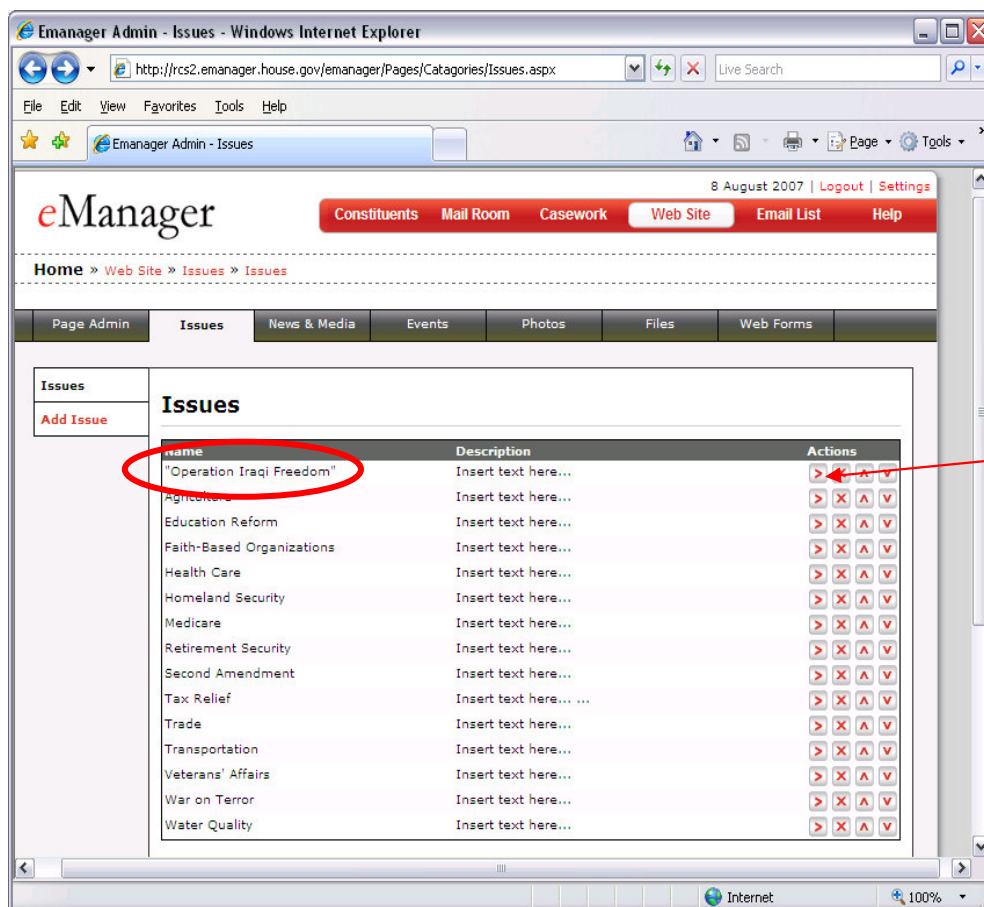 Emanager Admin - Issues - Windows Internet Explorer
http://rcs2.emanager.house.gov/emanager/Pages/Catagories/Issues.aspx Live Search
File Edit View Favorites Tools Help
Emanager Admin - Issues Page Tools
8 August 2007 | Logout | Settings
eManager
Constituents Mail Room Casework Web Site Email List Help
Home » Web Site » Issues » Issues
Page Admin Issues News & Media Events Photos Files Web Forms
Issues
Add Issue
Issues
Name Description Actions
"Operation Iraqi Freedom" Insert text here... > X ʌ v
Agriculture Insert text here... > X ʌ v
Education Reform Insert text here... > X ʌ v
Faith-Based Organizations Insert text here... > X ʌ v
Health Care Insert text here... > X ʌ v
Homeland Security Insert text here... > X ʌ v
Medicare Insert text here... > X ʌ v
Retirement Security Insert text here... > X ʌ v
Second Amendment Insert text here... > X ʌ v
Tax Relief Insert text here... ... > X ʌ v
Trade Insert text here... > X ʌ v
Transportation Insert text here... > X ʌ v
Veterans' Affairs Insert text here... > X ʌ v
War on Terror Insert text here... > X ʌ v
Water Quality Insert text here... > X ʌ v
Internet 100%